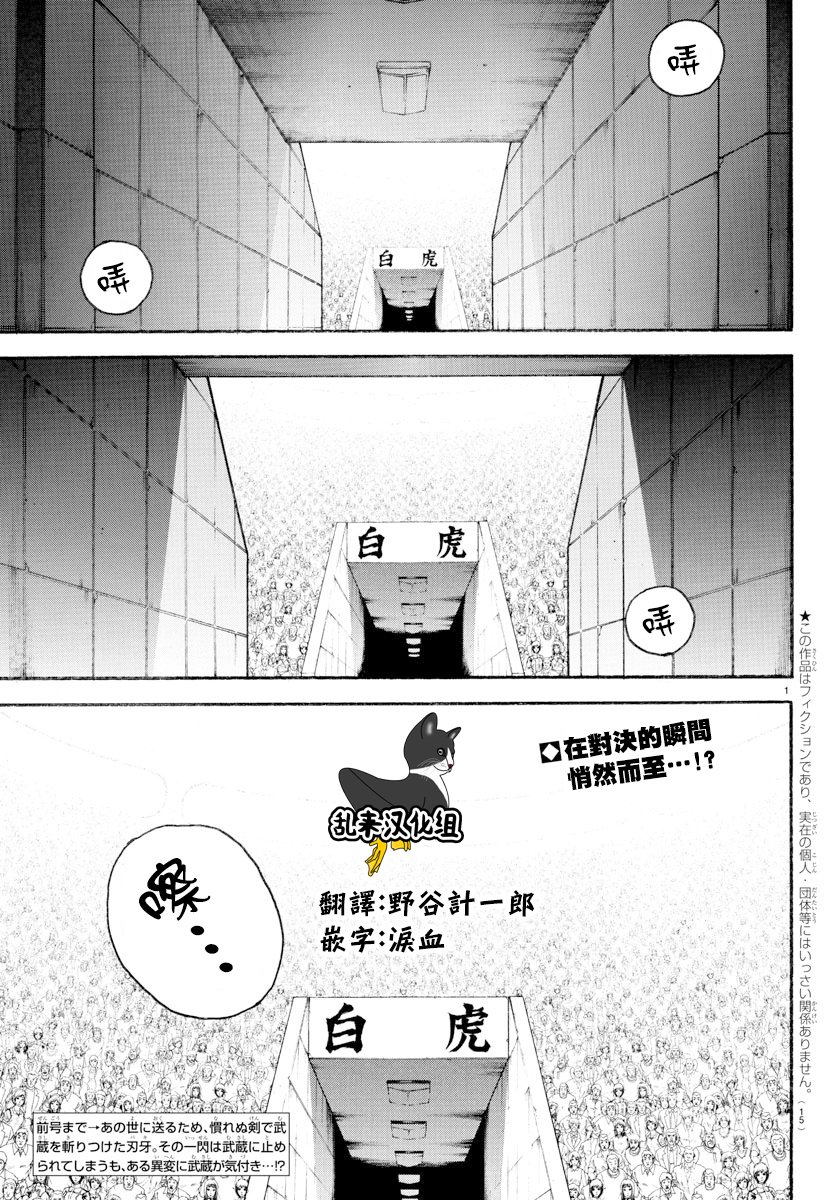 哢
哢
白　虎
白　虎
哢
1
◆在對決的瞬間
悄然而至…!?
乱来汉化组
翻譯:野谷計一郎
嵌字:淚血
嚓…
白　虎
★この作品はフィクションであり、実在の個人・団体等にはいっさい関係ありません。
(15)
前号まで→あの世に送るため、慣れぬ剣で武
蔵を斬りつけた刃牙。その一閃は武蔵に止め
られてしまうも、ある異変に武蔵が気付き…!?